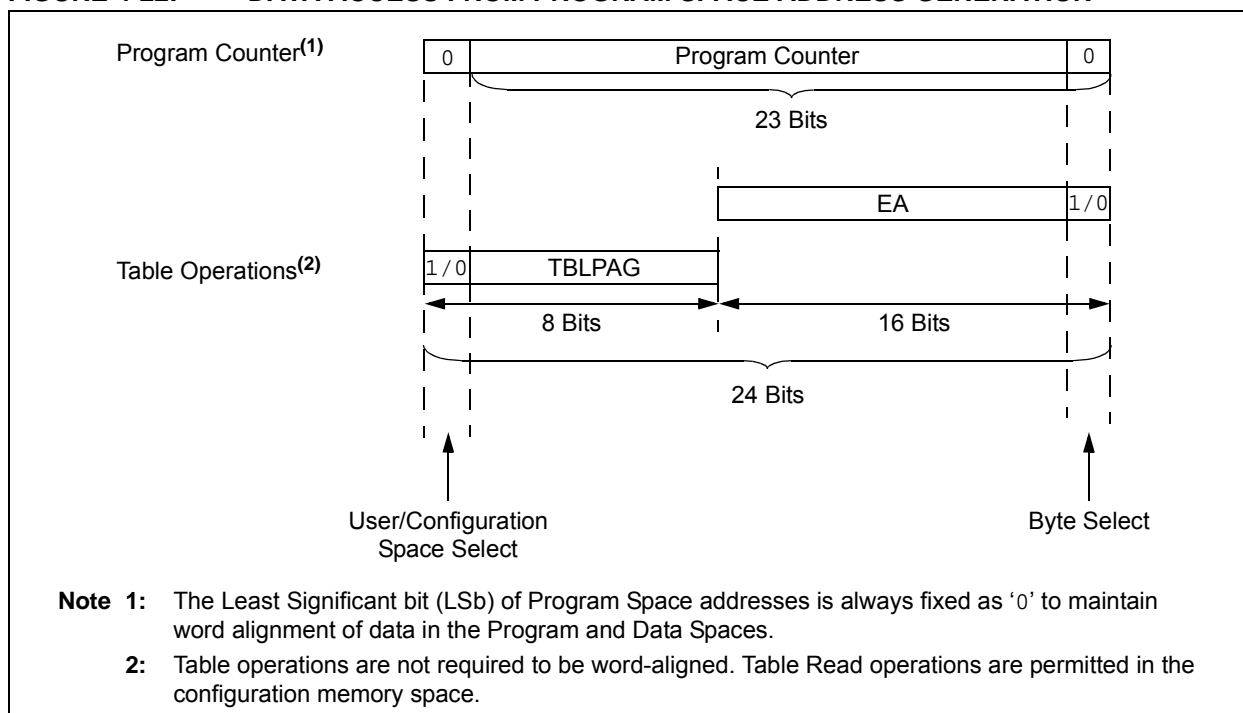 Program Counter(1)
0 Program Counter 0
23 Bits
EA 1/0
Table Operations(2)
1/0 TBLPAG
8 Bits 16 Bits
24 Bits
User/Configuration
Space Select
Byte Select
Note 1: The Least Significant bit (LSb) of Program Space addresses is always fixed as ‘0’ to maintain
word alignment of data in the Program and Data Spaces.
2: Table operations are not required to be word-aligned. Table Read operations are permitted in the
configuration memory space.